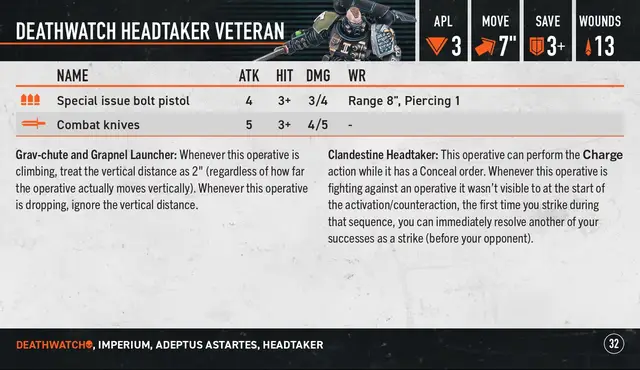 DEATHWATCH HEADTAKER VETERAN
APL
3
MOVE
7"
SAVE
3+
WOUNDS
13
NAME ATK HIT DMG WR
Special issue bolt pistol 4 3+ 3/4 Range 8", Piercing 1
Combat knives 5 3+ 4/5 -
Grav-chute and Grapnel Launcher: Whenever this operative is
climbing, treat the vertical distance as 2" (regardless of how far
the operative actually moves vertically). Whenever this operative
is dropping, ignore the vertical distance.
Clandestine Headtaker: This operative can perform the Charge
action while it has a Conceal order. Whenever this operative is
fighting against an operative it wasn't visible to at the start of
the activation/counteraction, the first time you strike during
that sequence, you can immediately resolve another of your
successes as a strike (before your opponent).
DEATHWATCH, IMPERIUM, ADEPTUS ASTARTES, HEADTAKER
32